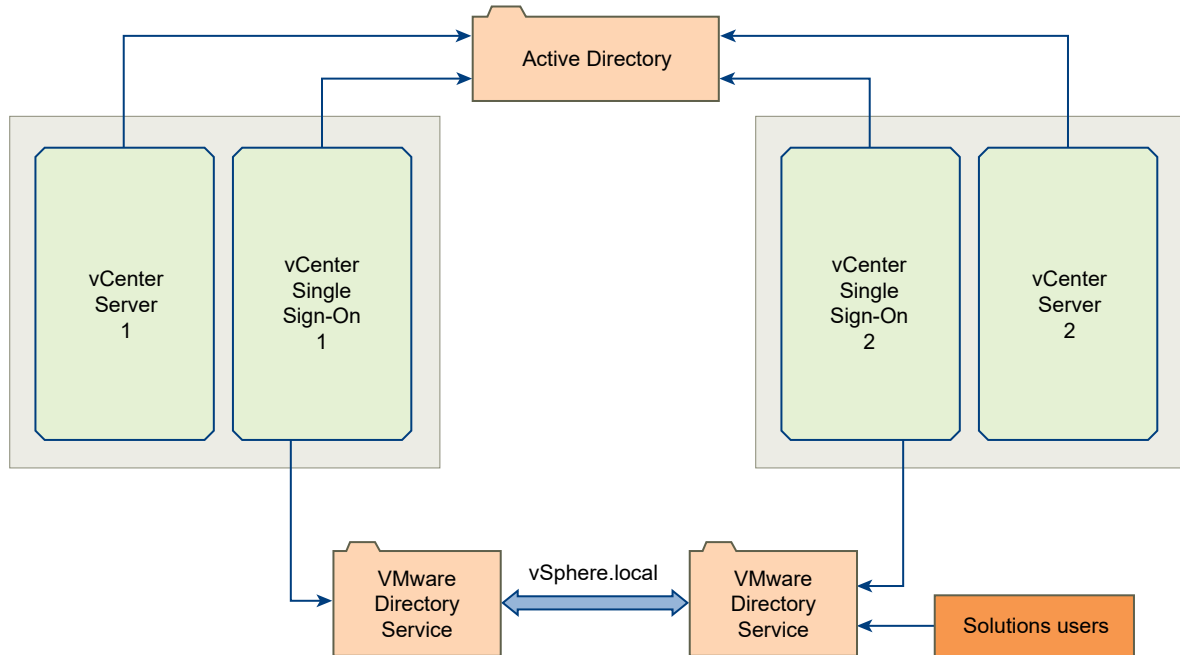 Active Directory
vCenter
Server
1
vCenter
Single
Sign-On
1
vCenter
Single
Sign-On
2
vCenter
Server
2
VMware
Directory
Service
vSphere.local
VMware
Directory
Service
Solutions users